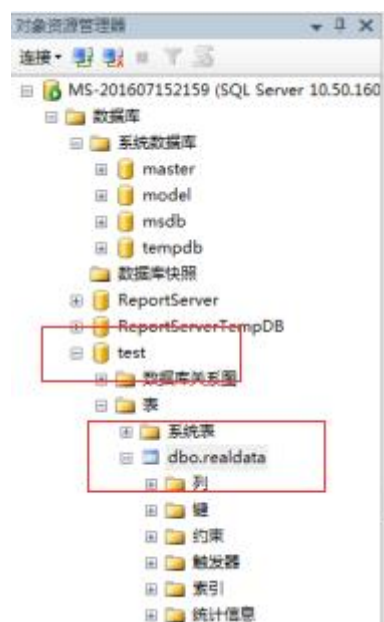 对象资源管理器
连接
MS-201607152159 (SQL Server 10.50.160
数据库
系统数据库
master
model
msdb
tempdb
数据库快照
ReportServer
ReportServerTempDB
test
数据库关系图
表
系统表
dbo.realdata
列
键
约束
触发器
索引
统计信息